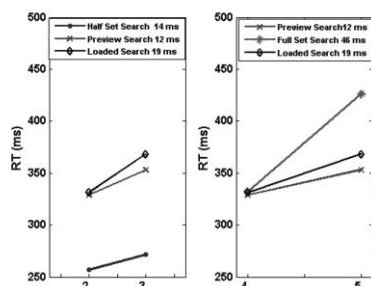 500
Half Set Search 14 ms
Preview Search 12 ms
Loaded Search 19 ms
450
400
RT (ms)
350
300
250
2
3
500
Preview Search12 ms
Full Set Search 46 ms
Loaded Search 19 ms
450
400
RT (ms)
350
300
250
4
5